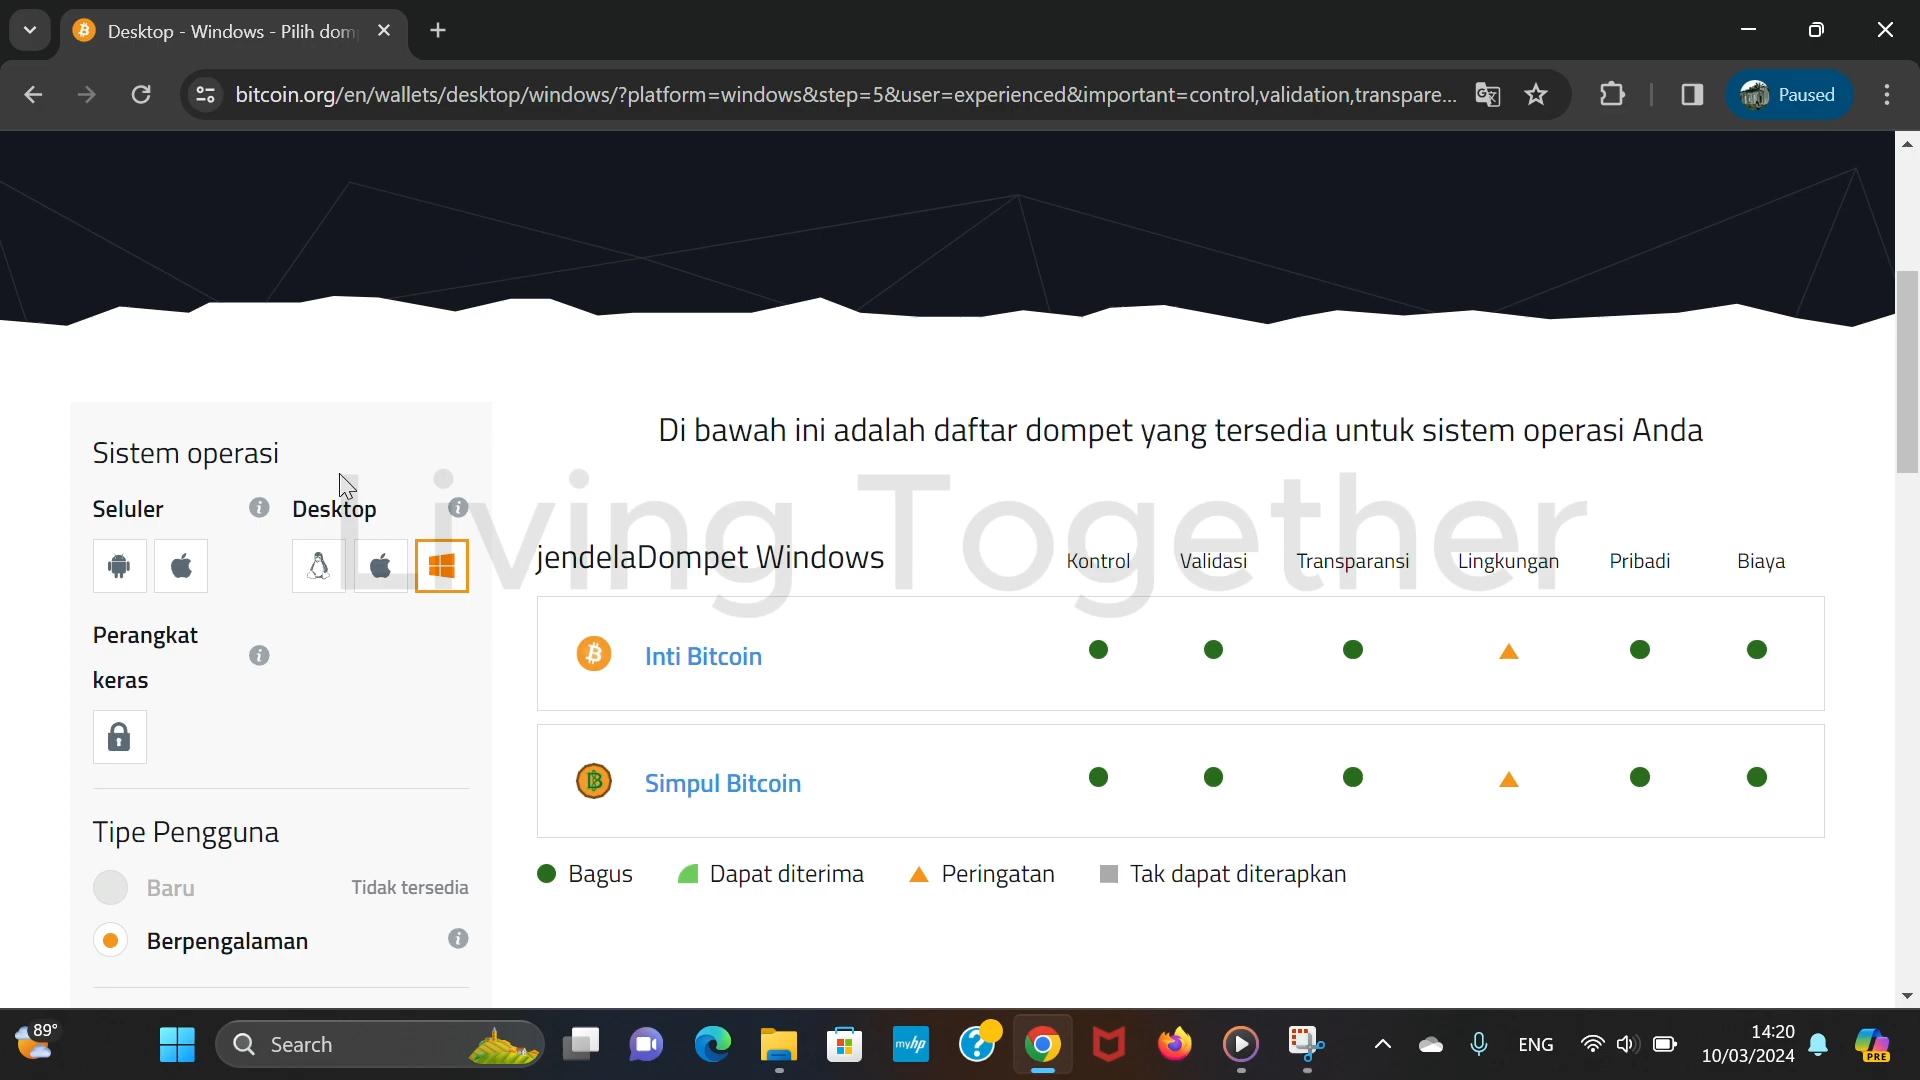 Desktop - Windows - Pilih dom
bitcoin.org/en/wallets/desktop/windows/?platform=windows&step=5&user=experienced&important=control,validation,transpare...
Paused
Di bawah ini adalah daftar dompet yang tersedia untuk sistem operasi Anda
Sistem operasi
Living Together
Seluler
Desktop
jendelaDompet Windows
Kontrol Validasi Transparansi Lingkungan Pribadi Biaya
Perangkat
keras
Inti Bitcoin
Simpul Bitcoin
Tipe Pengguna
Bagus Dapat diterima Peringatan Tak dapat diterapkan
Baru Tidak tersedia
Berpengalaman
89°
Search
myhp
ENG
14:20
10/03/2024
PRE